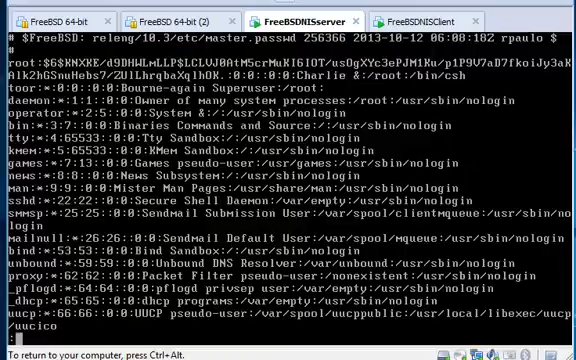 FreeBSD 64-bit
FreeBSD 64-bit (2)
FreeBSDNISserver
FreeBSDNISClient
# $FreeBSD: releng/10.3/etc/master.passwd 256366 2013-10-12 06:08:18Z rpaulo $
#
root:$6$KNXKE/d9DHWLmLLP$LCLVJ0AtM5crMuKI6IOT/usOgXYc3ePJM1Ku/p1P9V7aD7fkoiJy3aK
Alk2hGSnuHebs7/ZUlLhrqbaXqlhOK.:0:0::0:0:Charlie &:/root:/bin/csh
toor:*:0:0::0:0:Bourne-again Superuser:/root:
daemon:*:1:1::0:0:Owner of many system processes:/root:/usr/sbin/nologin
operator:*:2:5::0:0:System &:/:/usr/sbin/nologin
bin:*:3:7::0:0:Binaries Commands and Source:/:/usr/sbin/nologin
tty:*:4:65533::0:0:Tty Sandbox:/:/usr/sbin/nologin
kmem:*:5:65533::0:0:KMem Sandbox:/:/usr/sbin/nologin
games:*:7:13::0:0:Games pseudo-user:/usr/games:/usr/sbin/nologin
news:*:8:8::0:0:News Subsystem:/:/usr/sbin/nologin
man:*:9:9::0:0:Mister Man Pages:/usr/share/man:/usr/sbin/nologin
sshd:*:22:22::0:0:Secure Shell Daemon:/var/empty:/usr/sbin/nologin
smmsp:*:25:25::0:0:Sendmail Submission User:/var/spool/clientmqueue:/usr/sbin/no
login
mailnull:*:26:26::0:0:Sendmail Default User:/var/spool/mqueue:/usr/sbin/nologin
bind:*:53:53::0:0:Bind Sandbox:/:/usr/sbin/nologin
unbound:*:59:59::0:0:Unbound DNS Resolver:/var/unbound:/usr/sbin/nologin
proxy:*:62:62::0:0:Packet Filter pseudo-user:/nonexistent:/usr/sbin/nologin
_pflogd:*:64:64::0:0:pflogd privsep user:/var/empty:/usr/sbin/nologin
_dhcp:*:65:65::0:0:dhcp programs:/var/empty:/usr/sbin/nologin
uucp:*:66:66::0:0:UUCP pseudo-user:/var/spool/uucppublic:/usr/local/libexec/uucp
/uucico
:
To return to your computer, press Ctrl+Alt.